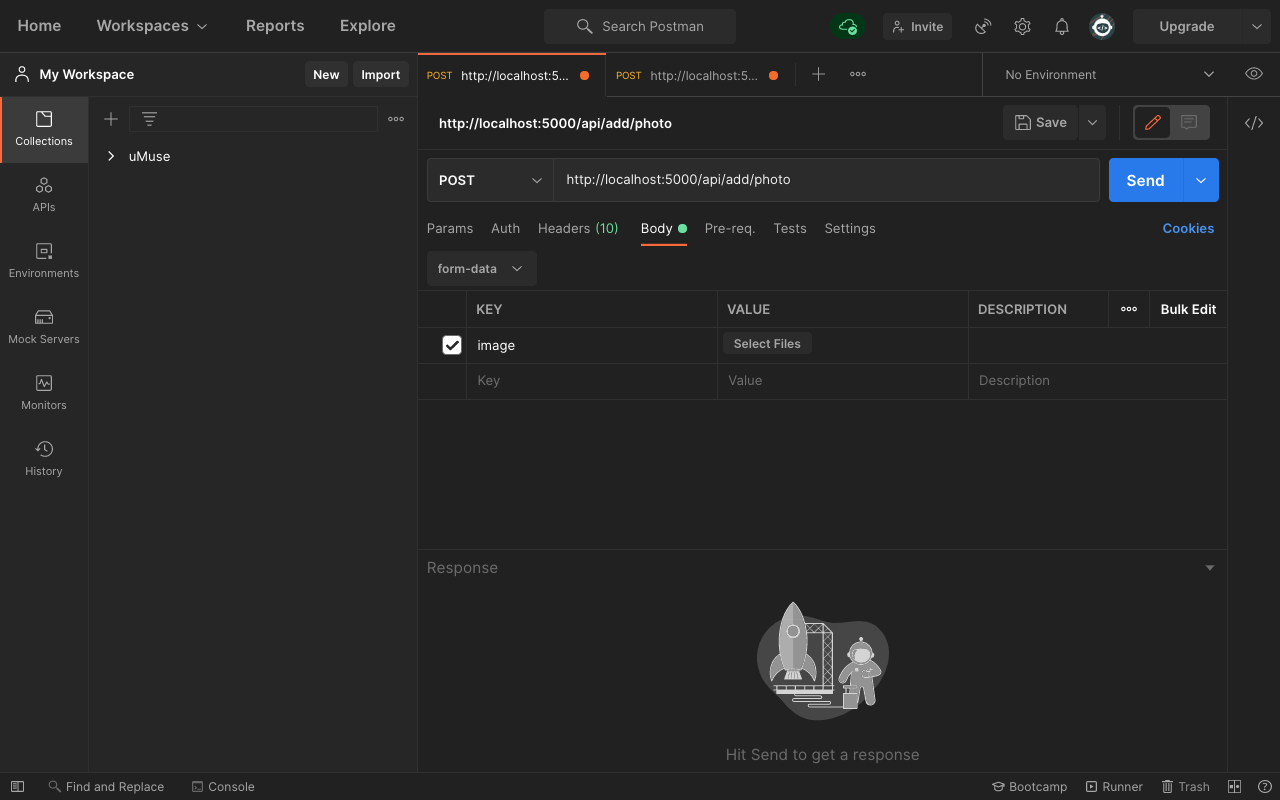 Home Workspaces Reports Explore Search Postman Invite Upgrade
My Workspace New Import POST http://localhost:5... POST http://localhost:5... No Environment
Collections
APIs
Environments
Mock Servers
Monitors
History
uMuse
http://localhost:5000/api/add/photo Save
POST http://localhost:5000/api/add/photo Send
Params Auth Headers (10) Body Pre-req. Tests Settings Cookies
form-data
KEY VALUE DESCRIPTION Bulk Edit
image Select Files
Key Value Description
Response
Hit Send to get a response
Find and Replace Console Bootcamp Runner Trash